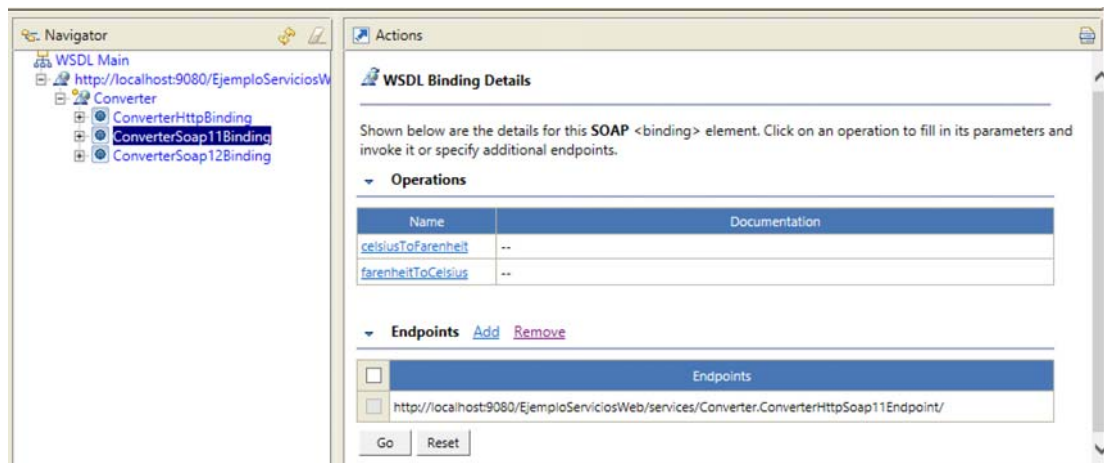 Navigator
WSDL Main
http://localhost:9080/EjemploServiciosW
Converter
ConverterHttpBinding
ConverterSoap11Binding
ConverterSoap12Binding
Actions
WSDL Binding Details
Shown below are the details for this SOAP <binding> element. Click on an operation to fill in its parameters and
invoke it or specify additional endpoints.
Operations
Name Documentation
celsiusToFarenheit --
farenheitToCelsius --
Endpoints Add Remove
Endpoints
http://localhost:9080/EjemploServiciosWeb/services/Converter.ConverterHttpSoap11Endpoint/
Go Reset